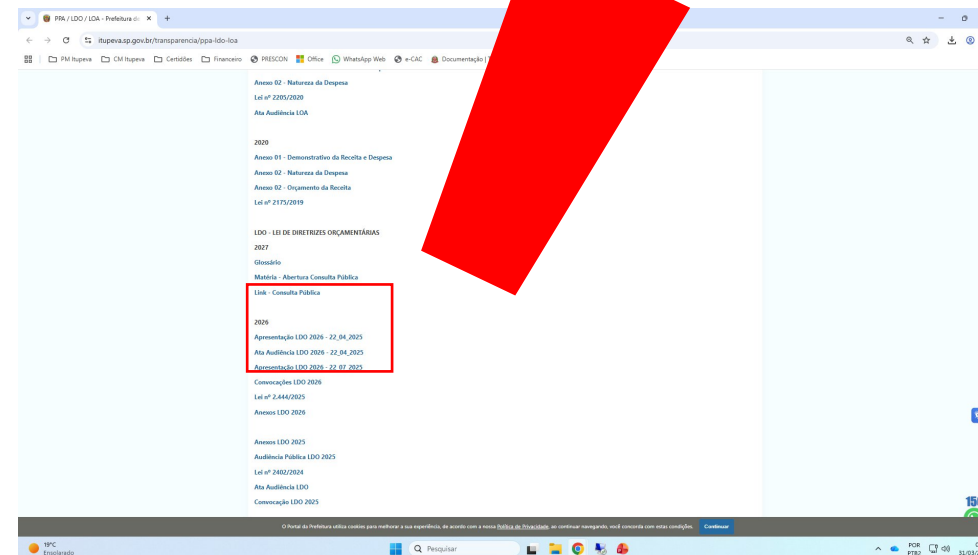 PPA / LDO / LOA - Prefeitura de
itupeva.sp.gov.br/transparencia/ppa-ldo-loa
PM Itupeva CM Itupeva Certidões Financeiro PRESCON Office WhatsApp Web e-CAC Documentação
Anexo 02 - Natureza da Despesa
Lei nº 2205/2020
Ata Audiência LOA
2020
Anexo 01 - Demonstrativo da Receita e Despesa
Anexo 02 - Natureza da Despesa
Anexo 02 - Orçamento da Receita
Lei nº 2175/2019
LDO - LEI DE DIRETRIZES ORÇAMENTÁRIAS
2027
Glossário
Matéria - Abertura Consulta Pública
Link - Consulta Pública
2026
Apresentação LDO 2026 - 22_04_2025
Ata Audiência LDO 2026 - 22_04_2025
Apresentação LDO 2026 - 22_07_2025
Convocações LDO 2026
Lei nº 2.444/2025
Anexos LDO 2026
Anexos LDO 2025
Audiência Pública LDO 2025
Lei nº 2402/2024
Ata Audiência LDO
Convocação LDO 2025
O Portal da Prefeitura utiliza cookies para melhorar a sua experiência, de acordo com a nossa Política de Privacidade, ao continuar navegando, você concorda com estas condições. Continuar
19°C
Ensolarado
Pesquisar
POR
PTB2